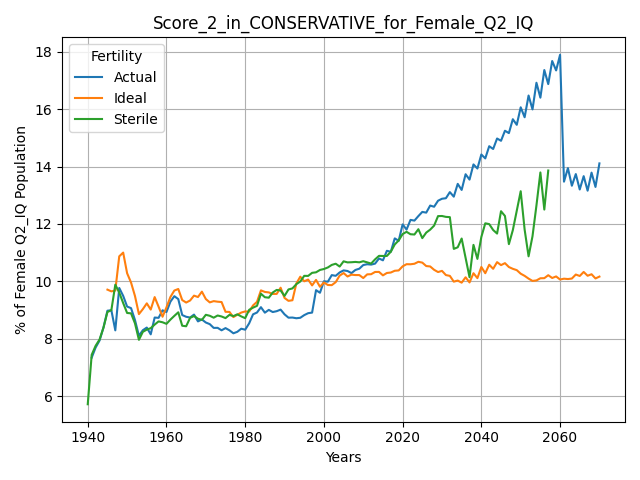 Score_2_in_CONSERVATIVE_for_Female_Q2_IQ
Fertility
Actual
Ideal
Sterile
% of Female Q2_IQ Population
18
16
14
12
10
8
6
1940 1960 1980 2000 2020 2040 2060
Years